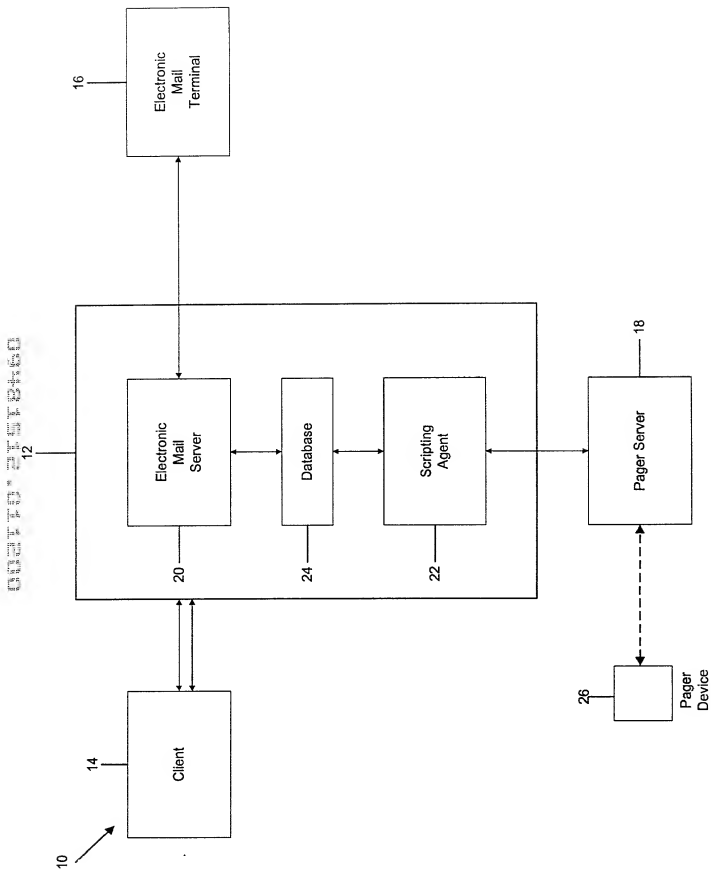 16
Electronic
Mail
Terminal
12
Electronic
Mail
Server
20
Database
24
Scripting
Agent
22
18
Pager Server
26
Pager
Device
14
Client
10